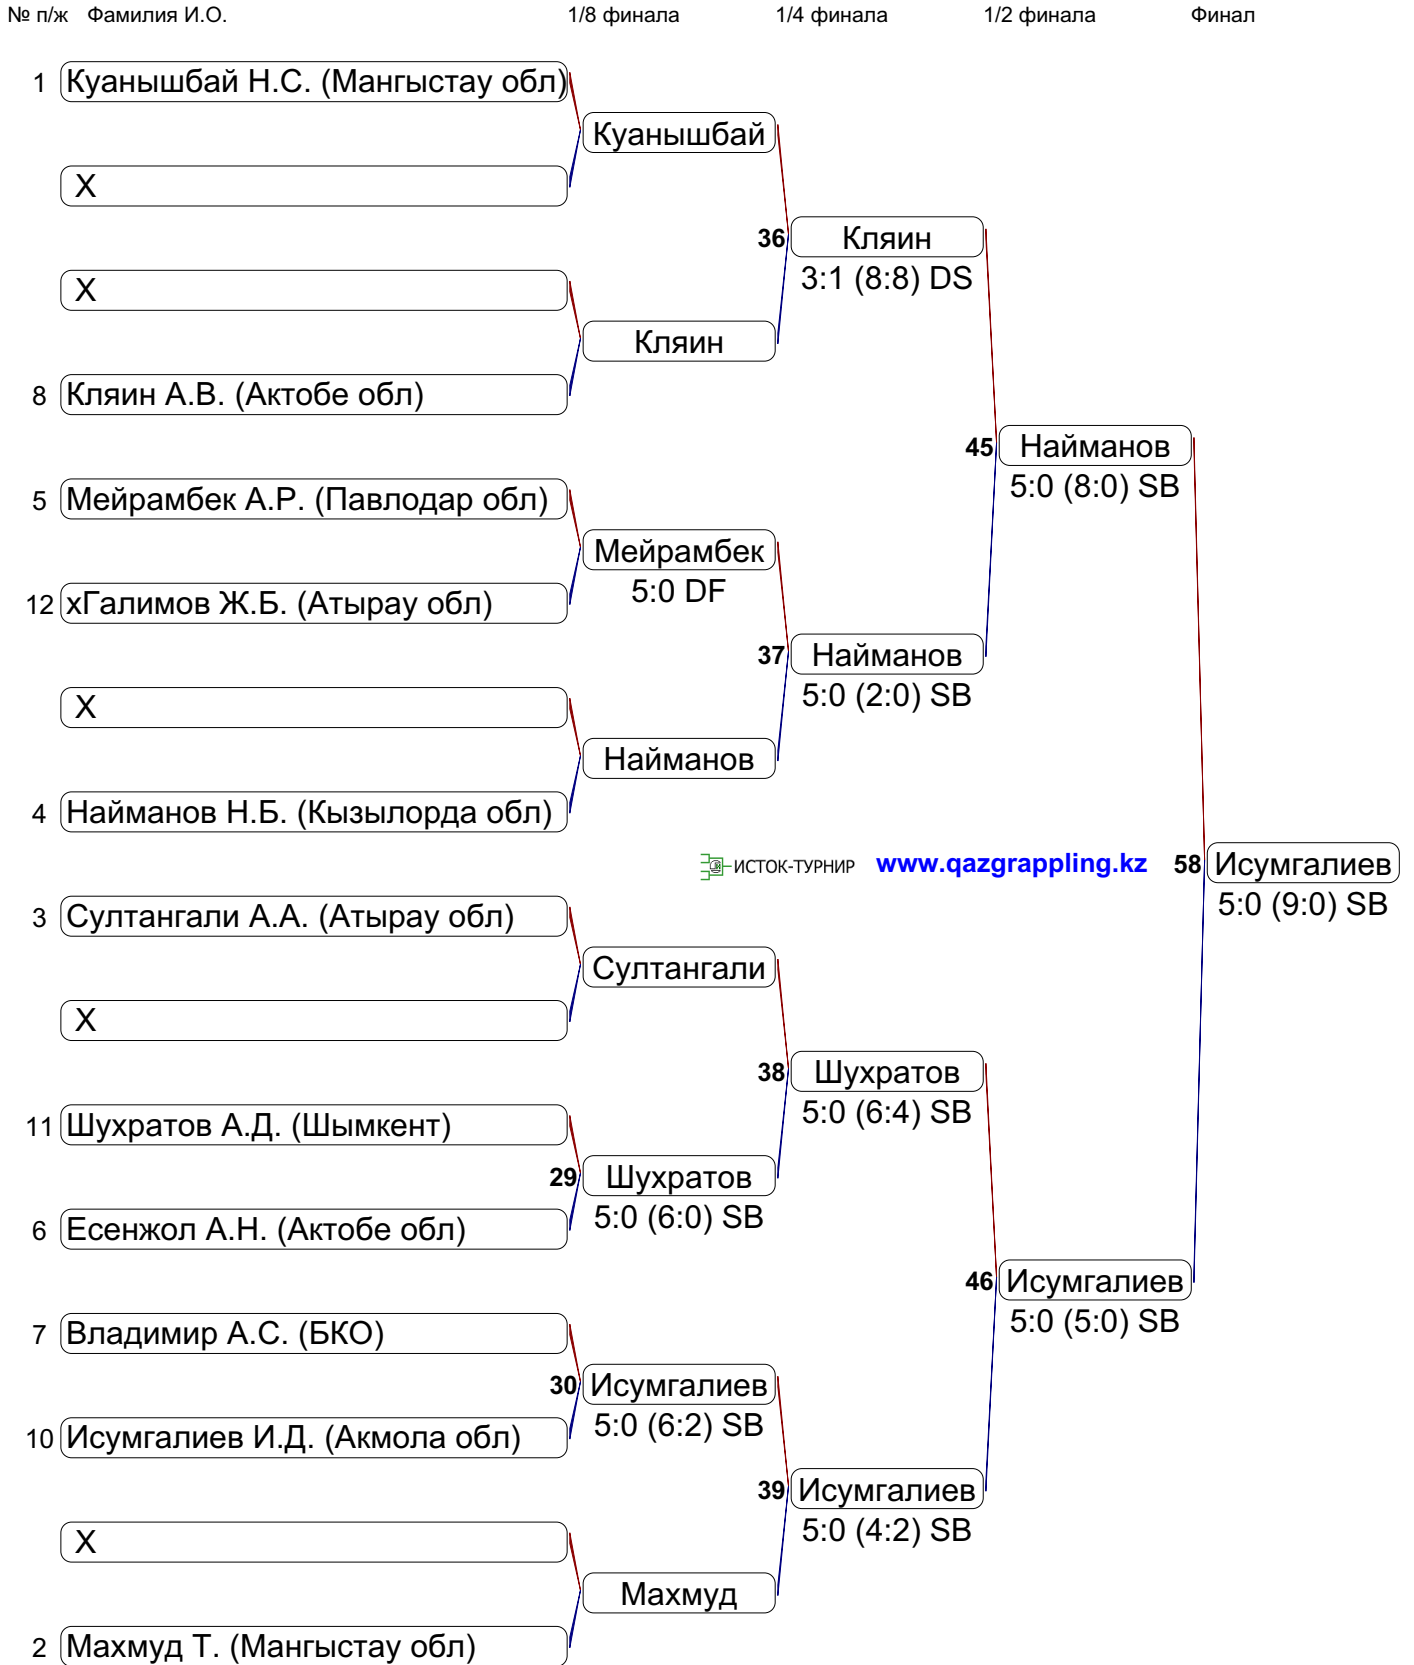 № п/ж Фамилия И.О. 1/8 финала 1/4 финала 1/2 финала Финал
1 Куанышбай Н.С. (Мангыстау обл)
Куанышбай
X
36 Кляин
3:1 (8:8) DS
X
Кляин
8 Кляин А.В. (Актобе обл)
45 Найманов
5:0 (8:0) SB
5 Мейрамбек А.Р. (Павлодар обл)
Мейрамбек
5:0 DF
12 хГалимов Ж.Б. (Атырау обл)
37 Найманов
5:0 (2:0) SB
X
Найманов
4 Найманов Н.Б. (Кызылорда обл)
ИСТОК-ТУРНИР www.qazgrappling.kz 58 Исумгалиев
5:0 (9:0) SB
3 Султангали А.А. (Атырау обл)
Султангали
X
38 Шухратов
5:0 (6:4) SB
11 Шухратов А.Д. (Шымкент)
29 Шухратов
5:0 (6:0) SB
6 Есенжол А.Н. (Актобе обл)
46 Исумгалиев
5:0 (5:0) SB
7 Владимир А.С. (БКО)
30 Исумгалиев
5:0 (6:2) SB
10 Исумгалиев И.Д. (Акмола обл)
39 Исумгалиев
5:0 (4:2) SB
X
Махмуд
2 Махмуд Т. (Мангыстау обл)